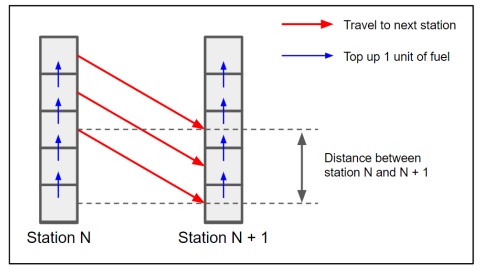 Travel to next station
Top up 1 unit of fuel
Distance between
station N and N + 1
Station N
Station N + 1